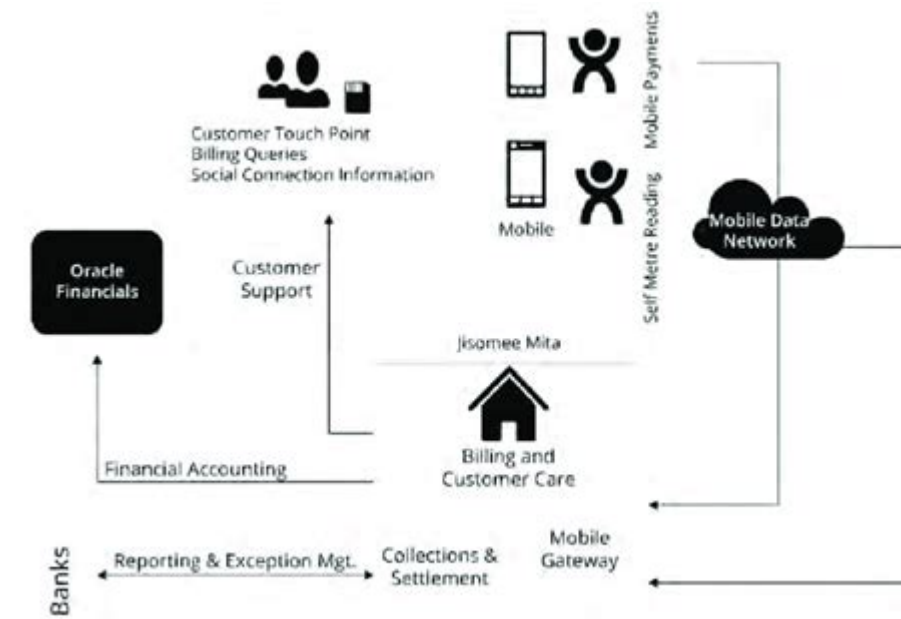 Customer Touch Point
Billing Queries
Social Connection Information
Mobile
Mobile Payments
Self Metre Reading
Mobile Data
Network
Oracle
Financials
Customer
Support
Jisomee Mita
Billing and
Customer Care
Financial Accounting
Banks
Reporting & Exception Mgt.
Collections &
Settlement
Mobile
Gateway